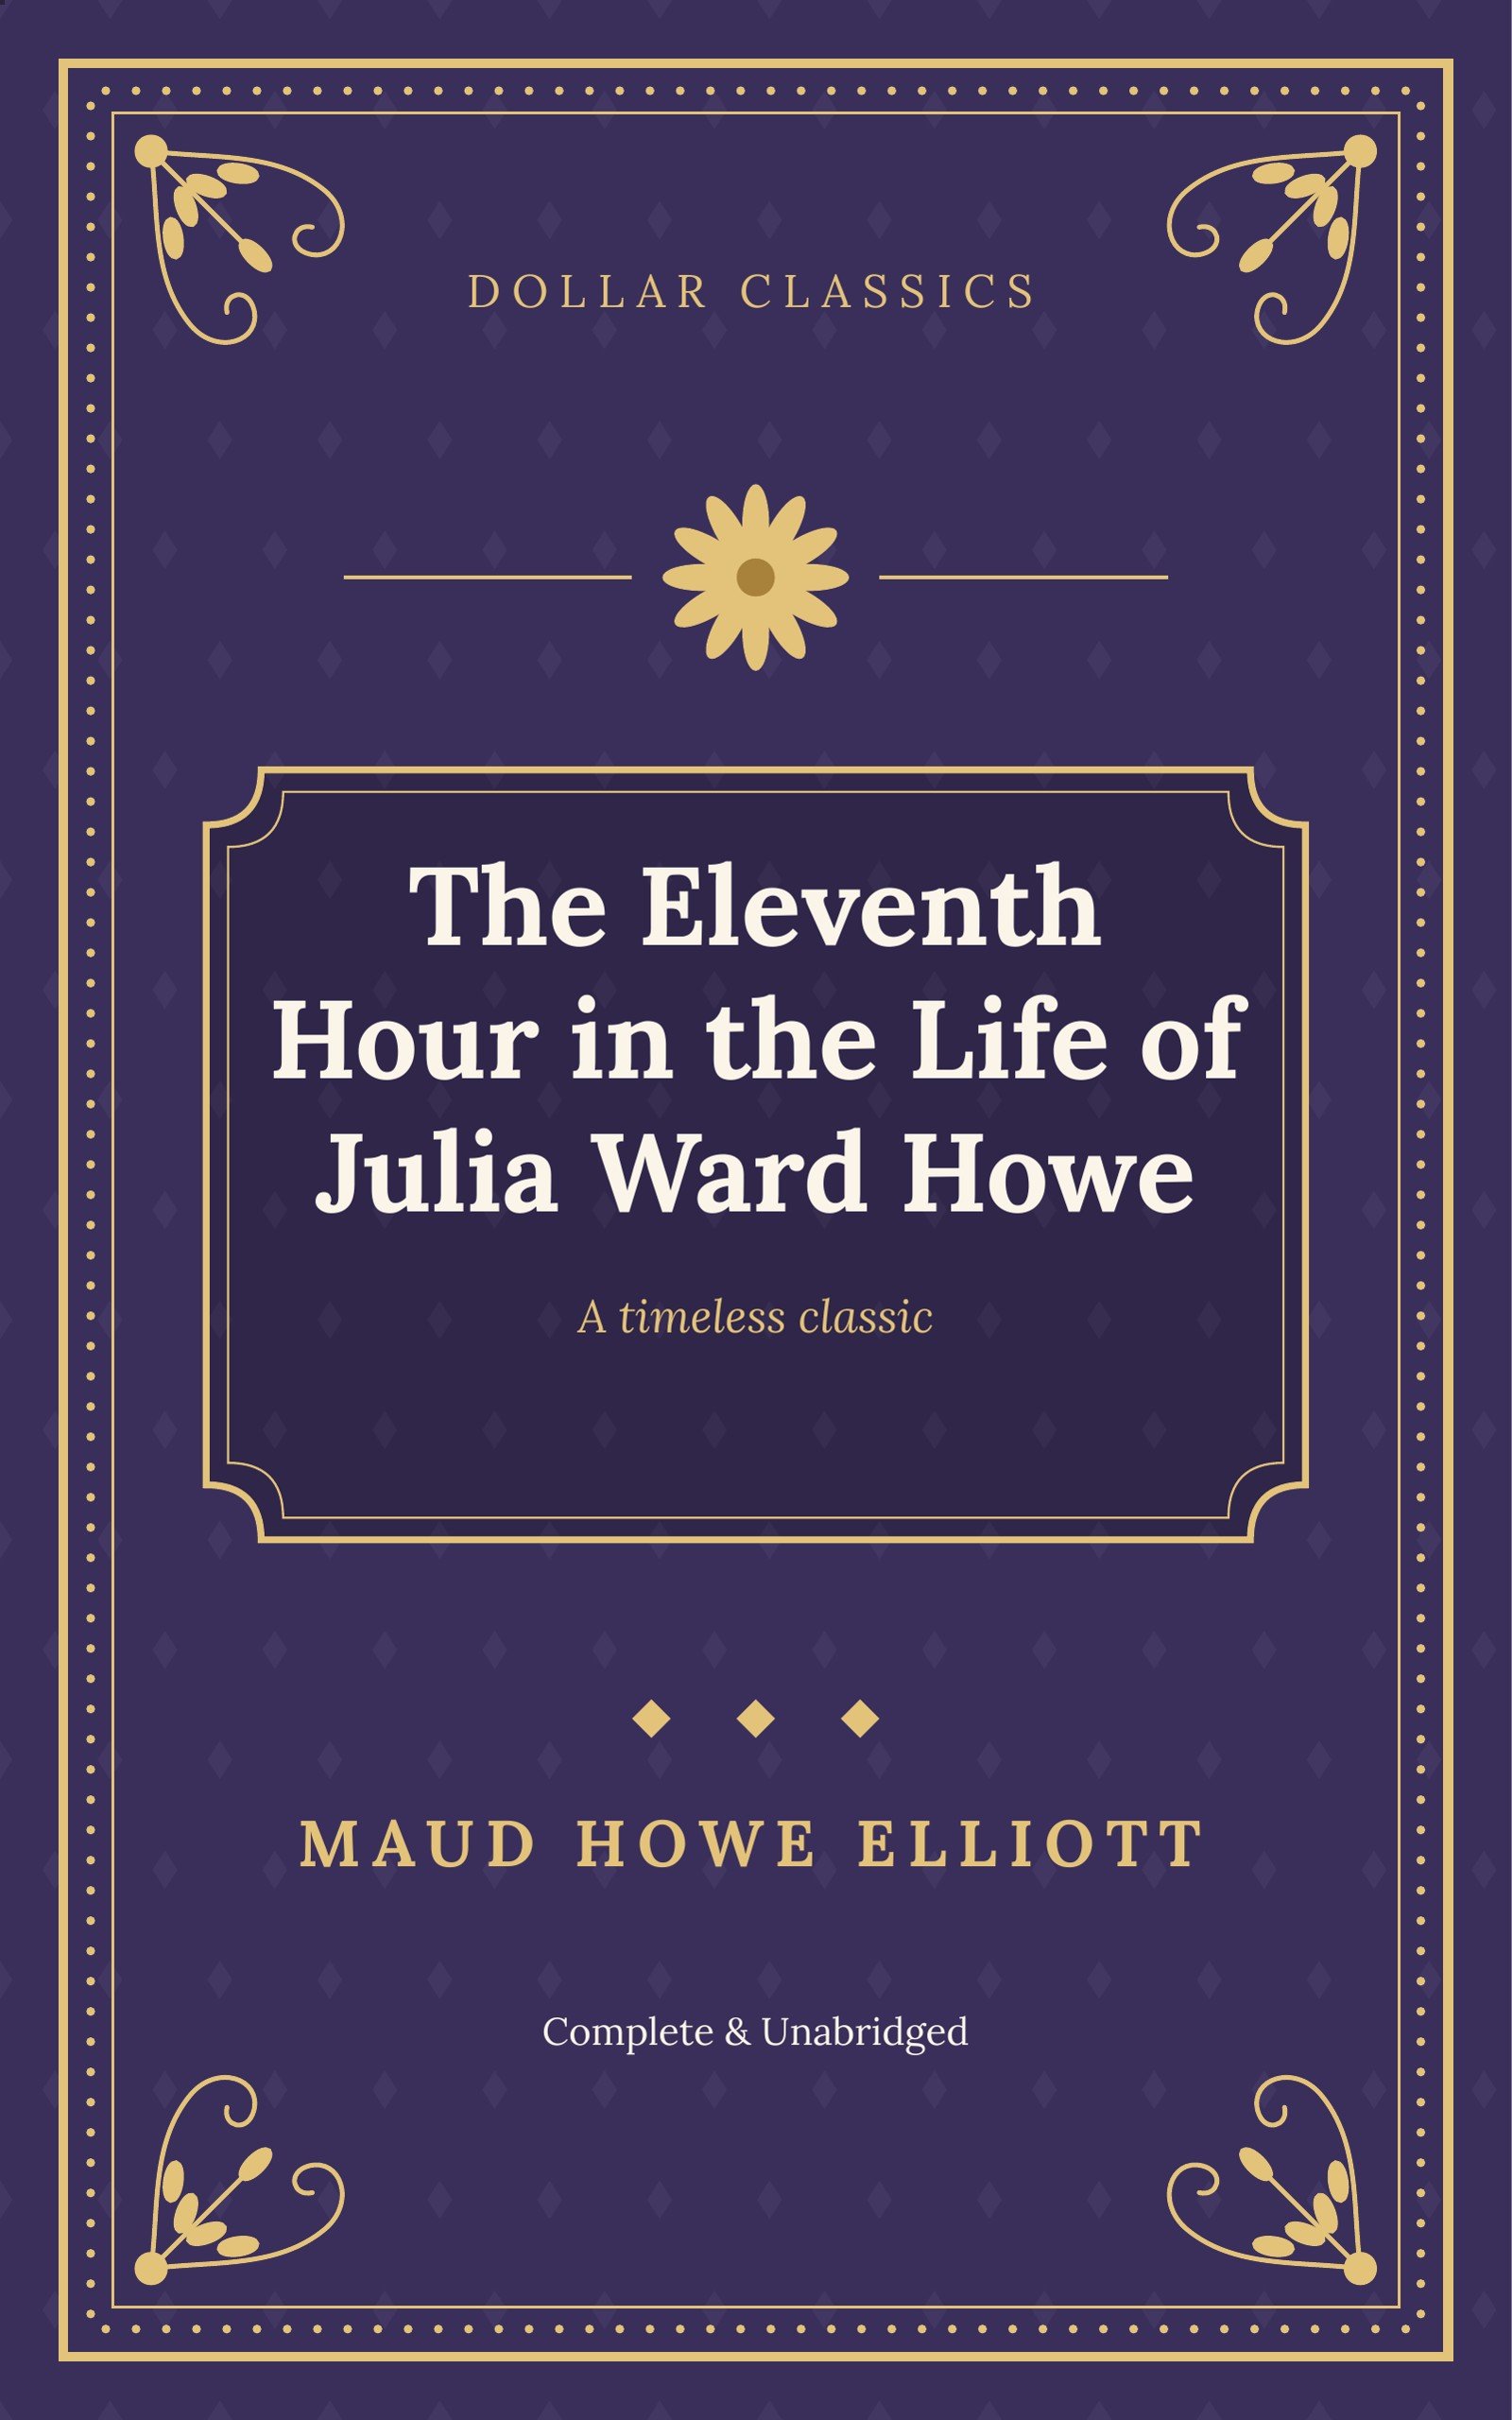 DOLLAR CLASSICS
The Eleventh
Hour in the Life of
Julia Ward Howe
A timeless classic
MAUD HOWE ELLIOTT
Complete & Unabridged